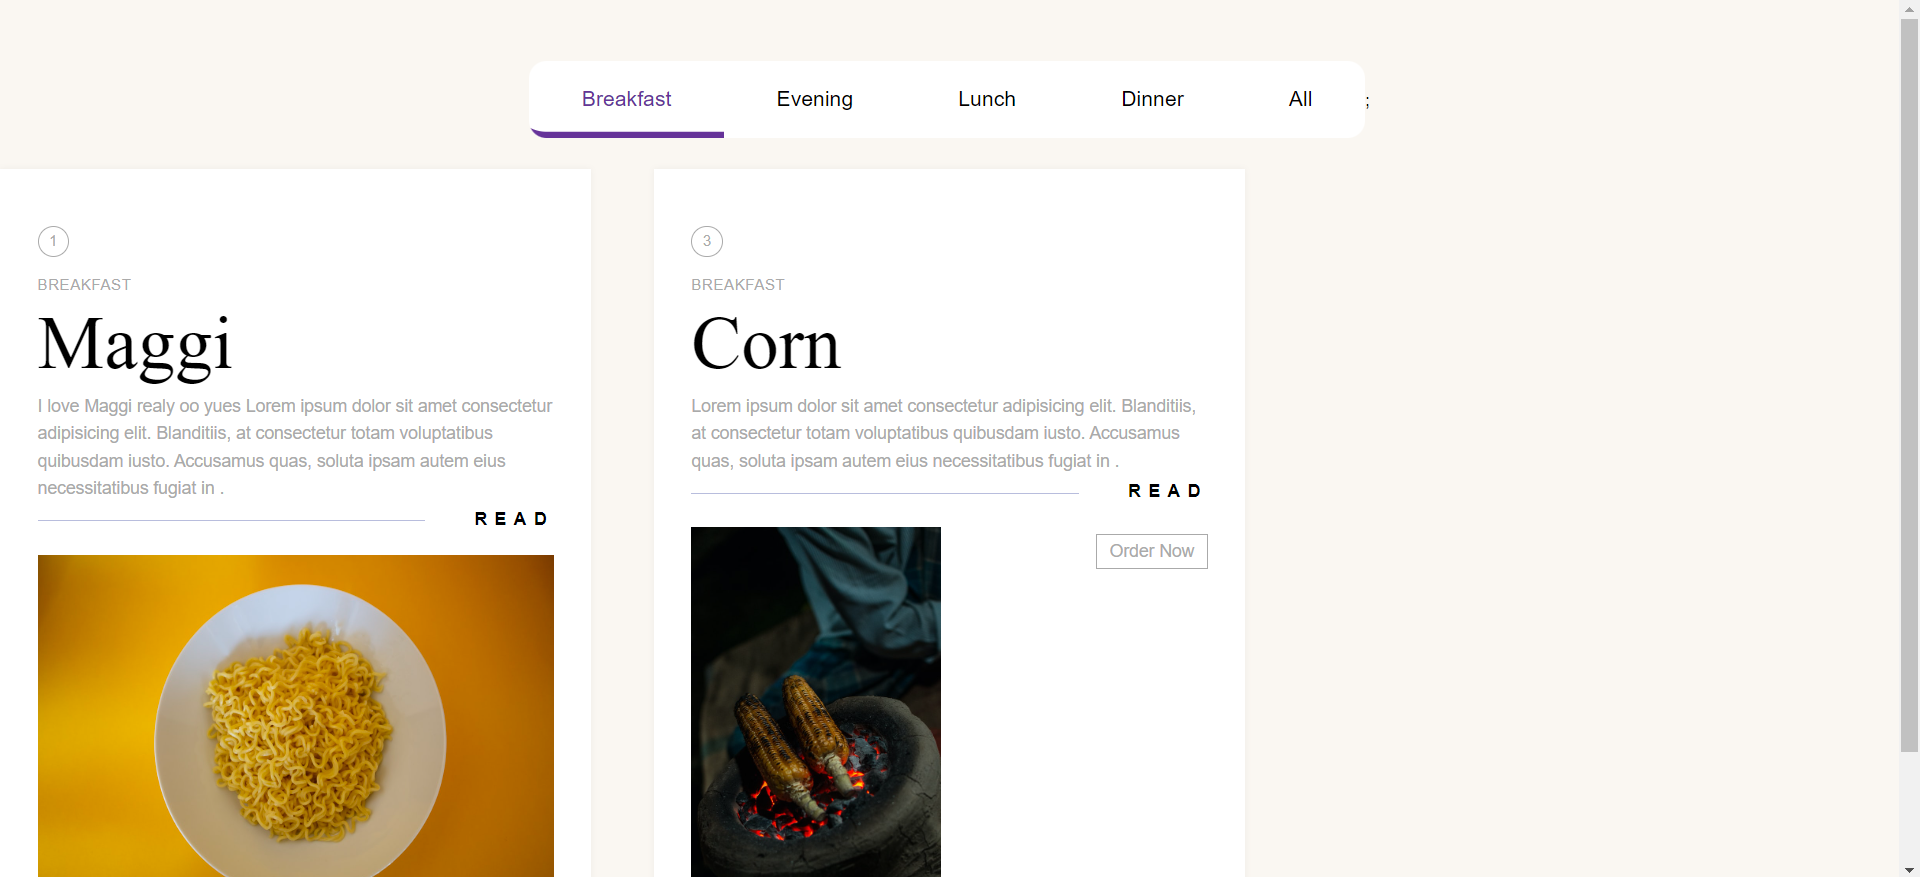 Breakfast Evening Lunch Dinner All ;
1
BREAKFAST
Maggi
I love Maggi realy oo yues Lorem ipsum dolor sit amet consectetur
adipisicing elit. Blanditiis, at consectetur totam voluptatibus
quibusdam iusto. Accusamus quas, soluta ipsam autem eius
necessitatibus fugiat in .
READ
3
BREAKFAST
Corn
Lorem ipsum dolor sit amet consectetur adipisicing elit. Blanditiis,
at consectetur totam voluptatibus quibusdam iusto. Accusamus
quas, soluta ipsam autem eius necessitatibus fugiat in .
READ
Order Now